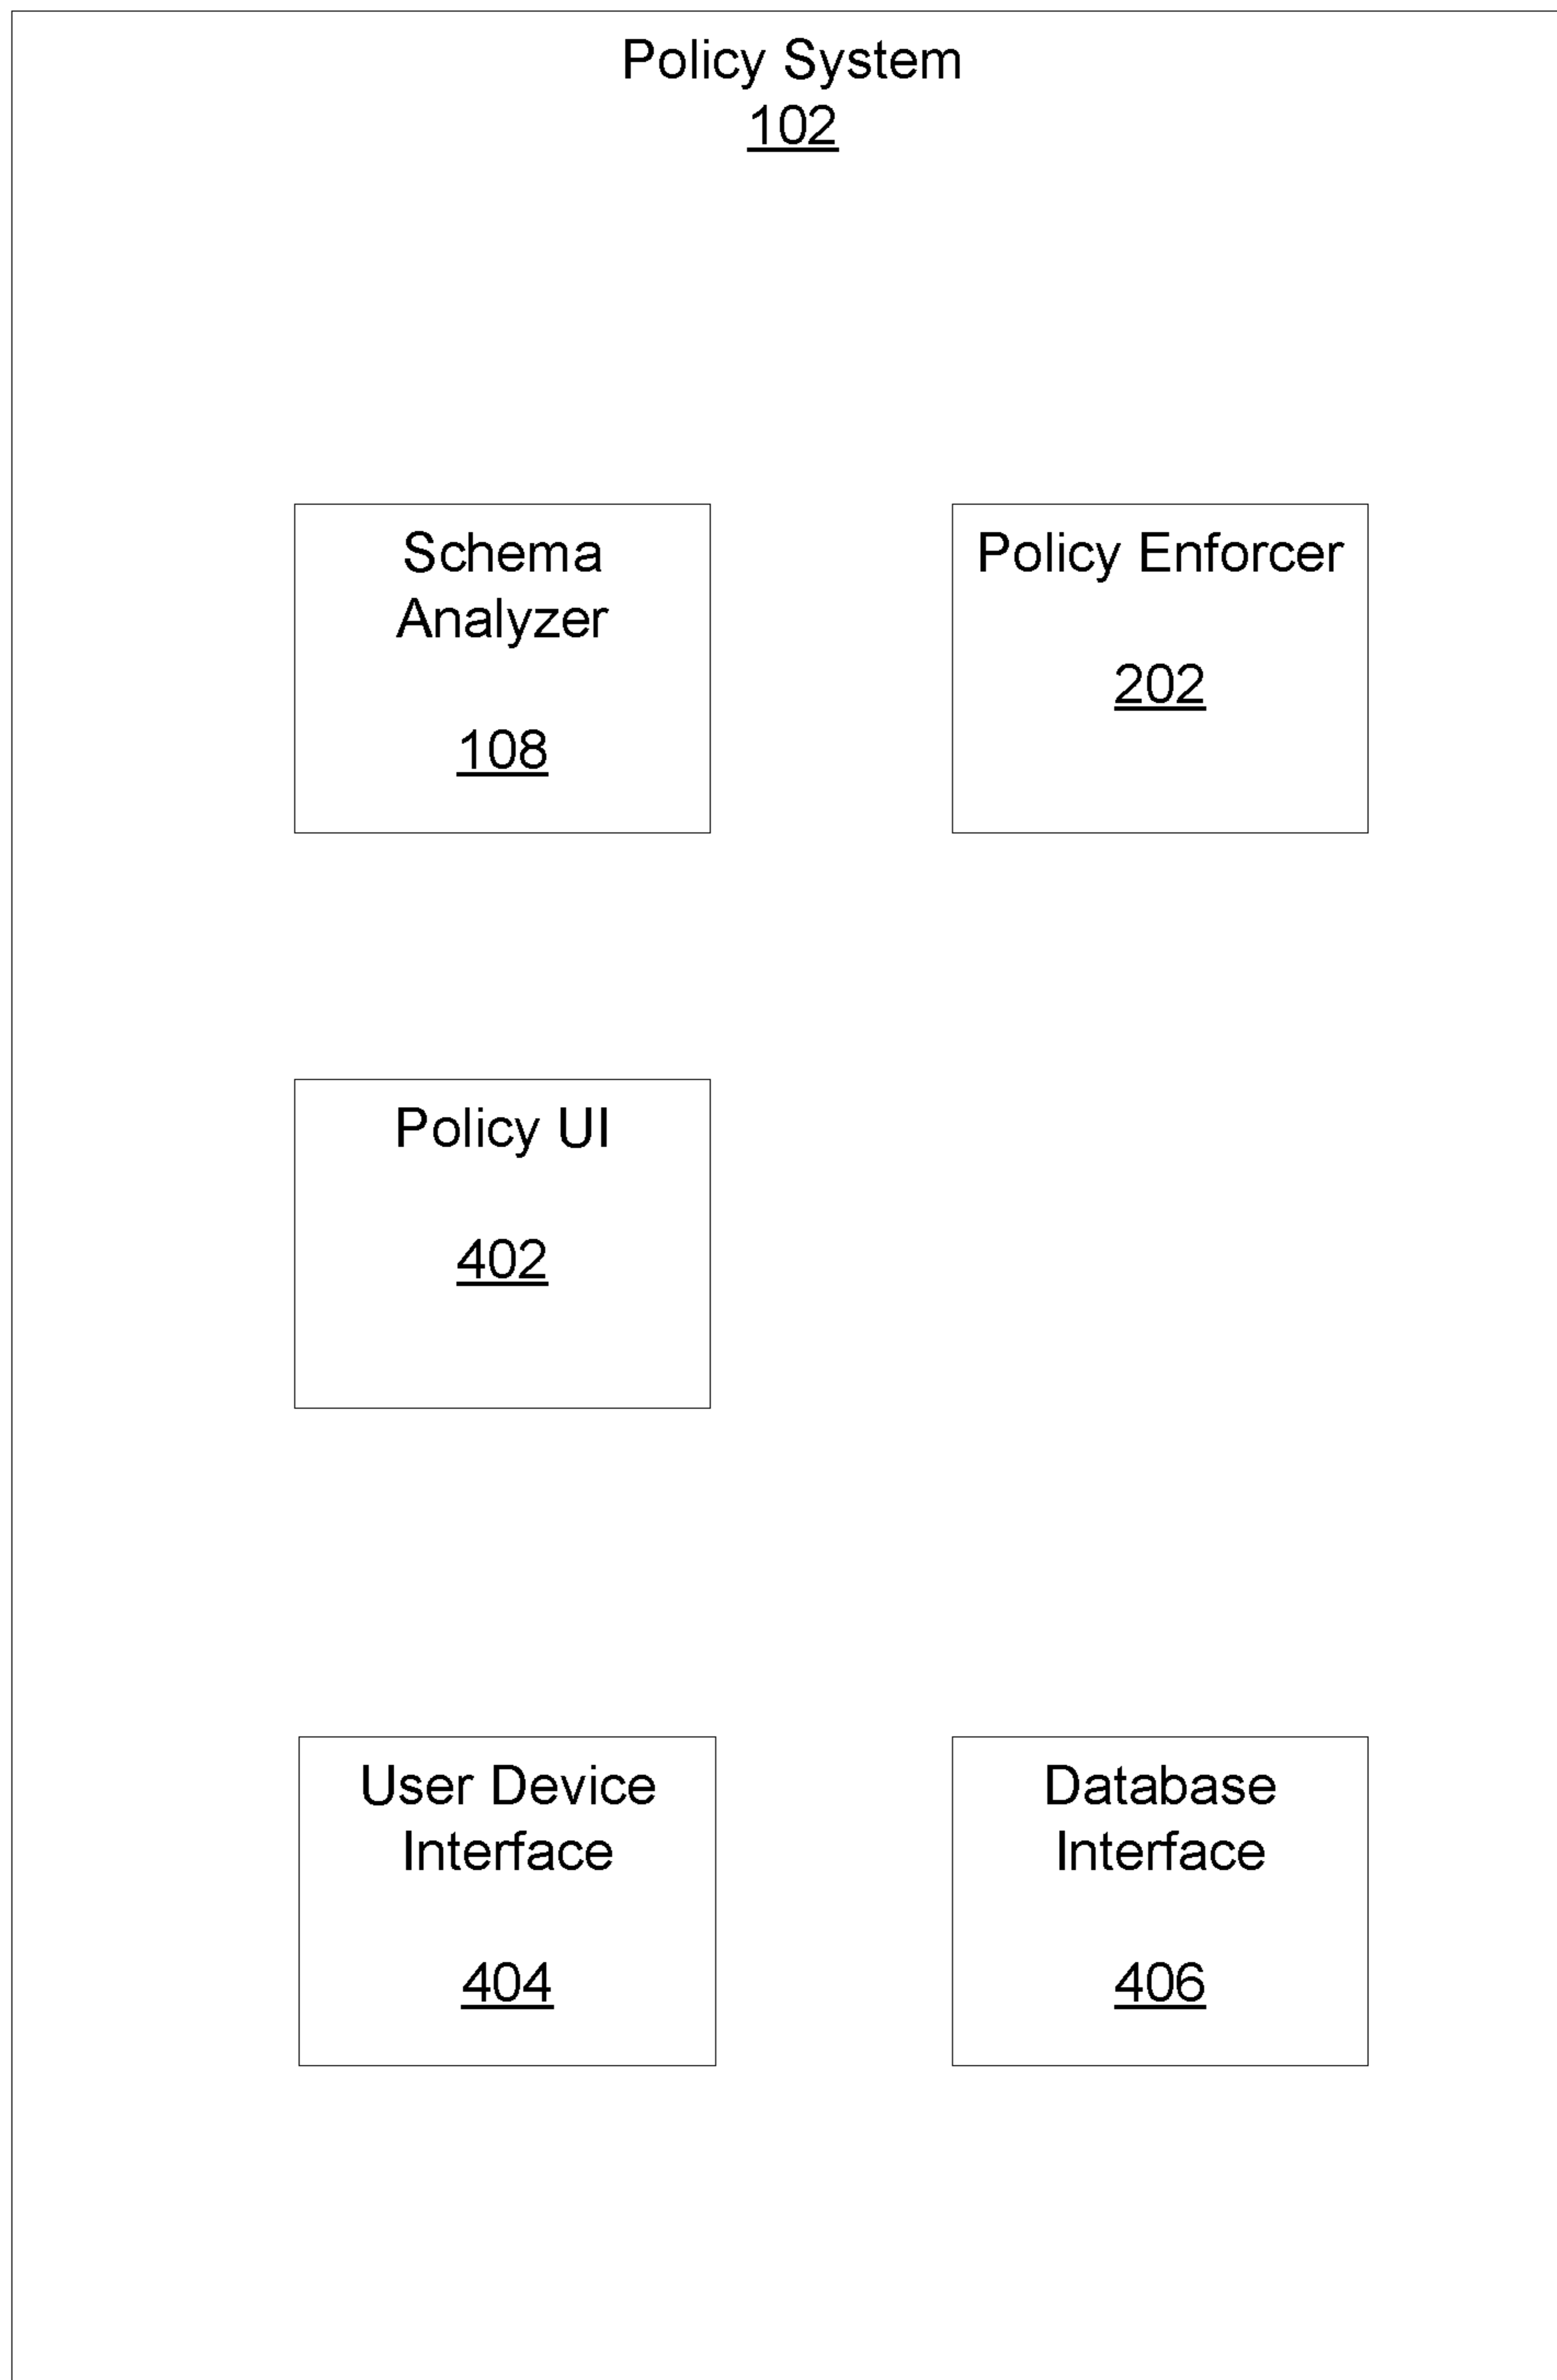 Policy System
102
Schema
Analyzer
108
Policy Enforcer
202
Policy UI
402
User Device
Interface
404
Database
Interface
406